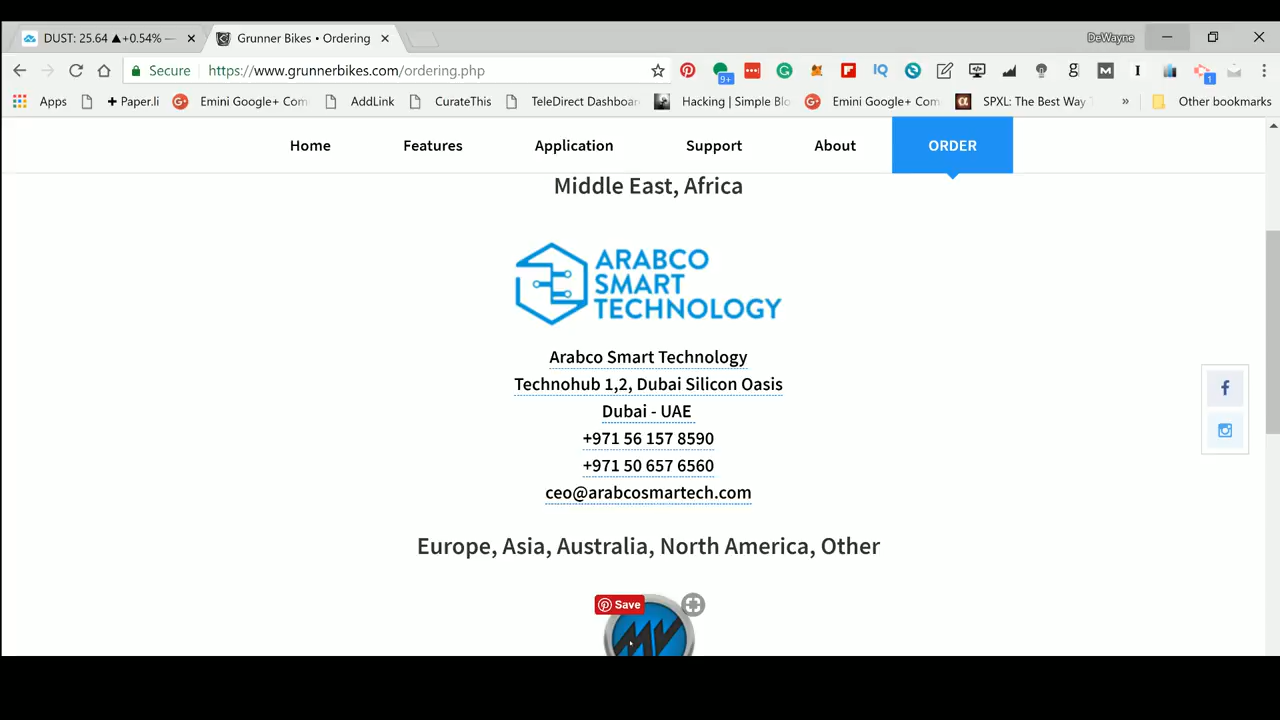 DUST: 25.64 ▲+0.54% —
Grunner Bikes • Ordering
DeWayne
Secure
https://www.grunnerbikes.com/ordering.php
9+
1
Apps
+ Paper.li
Emini Google+ Com
AddLink
CurateThis
TeleDirect Dashboa
Hacking | Simple Blo
Emini Google+ Com
SPXL: The Best Way
»
Other bookmarks
Home
Features
Application
Support
About
ORDER
Middle East, Africa
ARABCO
SMART
TECHNOLOGY
Arabco Smart Technology
Technohub 1,2, Dubai Silicon Oasis
Dubai - UAE
+971 56 157 8590
+971 50 657 6560
ceo@arabcosmartech.com
Europe, Asia, Australia, North America, Other
Save
MV